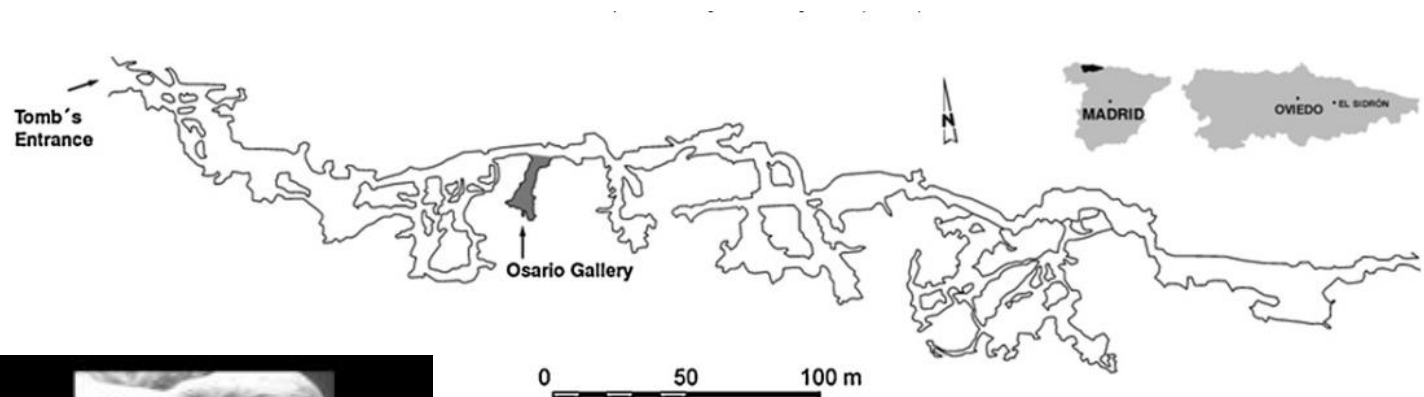 Tomb´s
Entrance
Osario Gallery
N
MADRID
OVIEDO
EL SIDRÓN
0 50 100 m